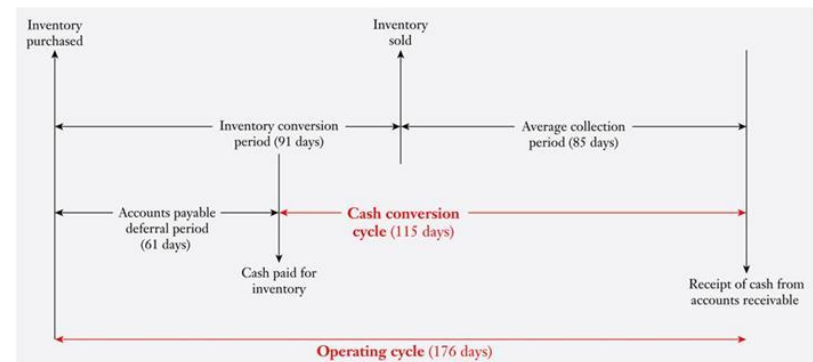 Inventory
purchased
Inventory
sold
Inventory conversion
period (91 days)
Average collection
period (85 days)
Accounts payable
deferral period
(61 days)
Cash conversion
cycle (115 days)
Cash paid for
inventory
Receipt of cash from
accounts receivable
Operating cycle (176 days)